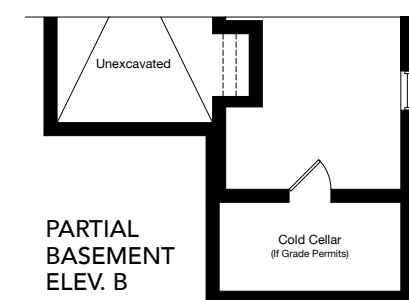 Unexcavated
PARTIAL
BASEMENT
ELEV. B
Cold Cellar
(If Grade Permits)